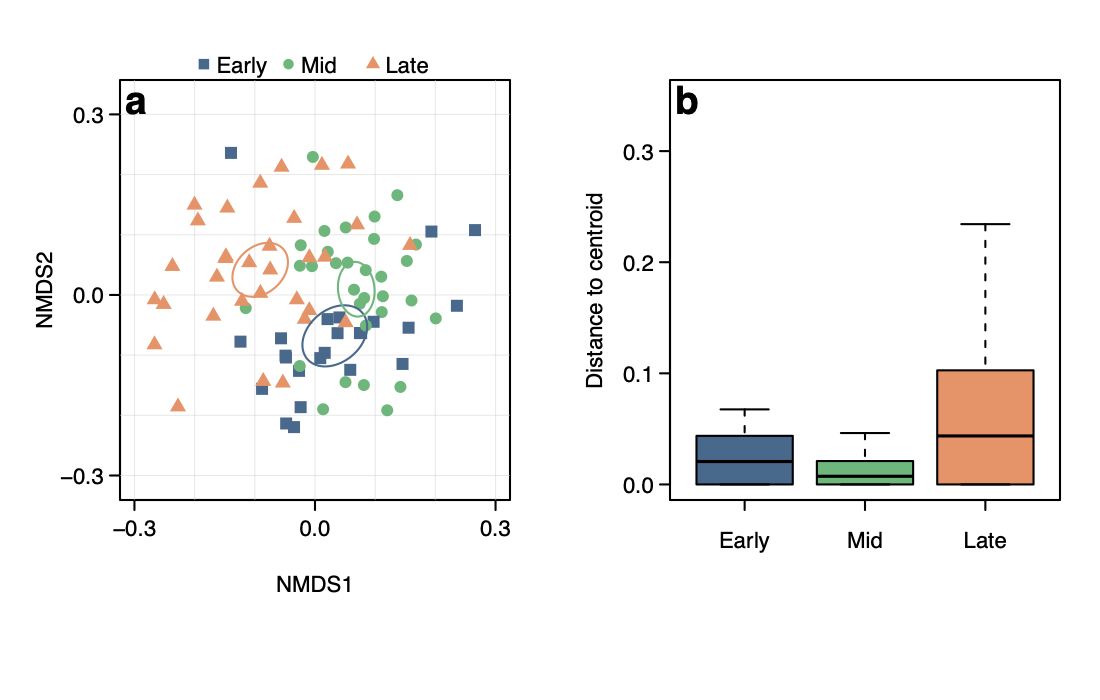 Early Mid Late
a
0.3
0.0
−0.3
NMDS2
−0.3 0.0 0.3
NMDS1
b
0.3
0.2
0.1
0.0
Distance to centroid
Early Mid Late